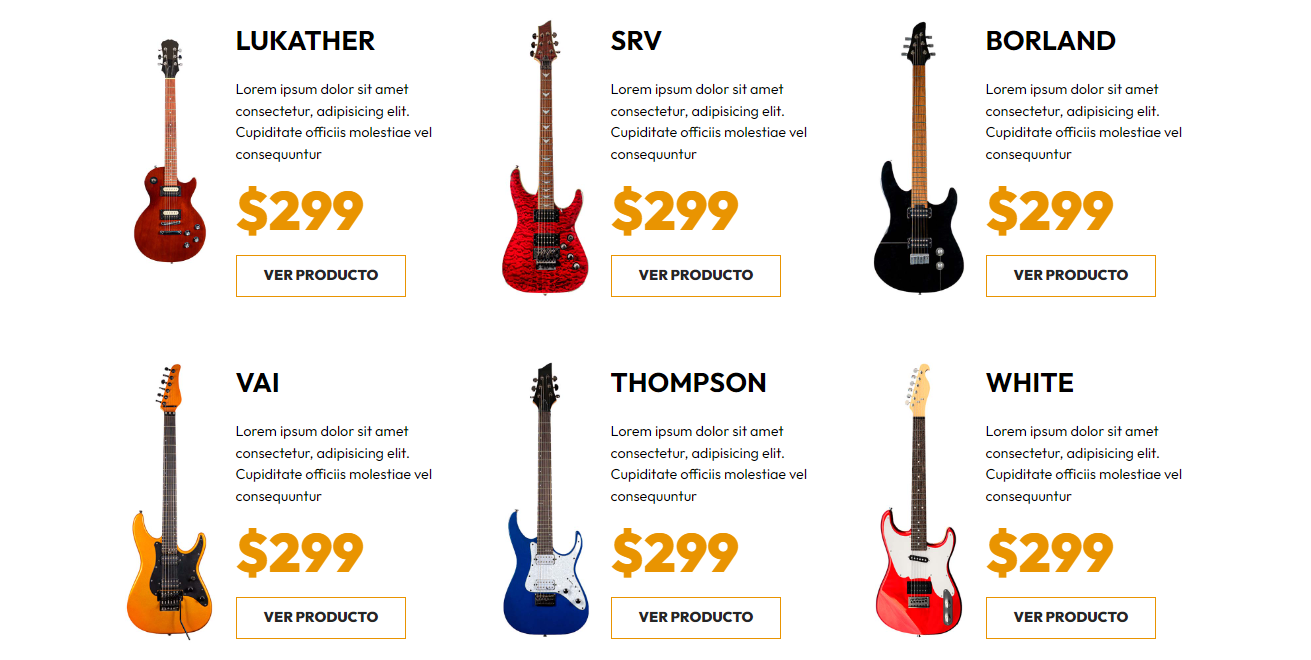 LUKATHER
Lorem ipsum dolor sit amet
consectetur, adipisicing elit.
Cupiditate officiis molestiae vel
consequuntur
$299
VER PRODUCTO
SRV
Lorem ipsum dolor sit amet
consectetur, adipisicing elit.
Cupiditate officiis molestiae vel
consequuntur
$299
VER PRODUCTO
BORLAND
Lorem ipsum dolor sit amet
consectetur, adipisicing elit.
Cupiditate officiis molestiae vel
consequuntur
$299
VER PRODUCTO
VAI
Lorem ipsum dolor sit amet
consectetur, adipisicing elit.
Cupiditate officiis molestiae vel
consequuntur
$299
VER PRODUCTO
THOMPSON
Lorem ipsum dolor sit amet
consectetur, adipisicing elit.
Cupiditate officiis molestiae vel
consequuntur
$299
VER PRODUCTO
WHITE
Lorem ipsum dolor sit amet
consectetur, adipisicing elit.
Cupiditate officiis molestiae vel
consequuntur
$299
VER PRODUCTO